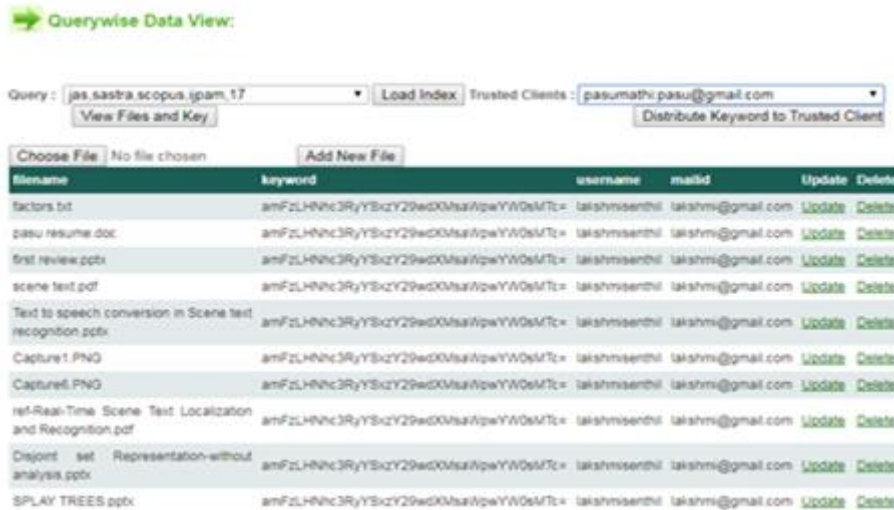 Querywise Data View:
Query : jas,sastra,scopus,ijpam,17 Load Index Trusted Clients : pasumathi:pasu@gmail.com
View Files and Key Distribute Keyword to Trusted Client
Choose File No file chosen Add New File
filename keyword username mailid Update Delete
factors.txt amFzLHNhc3RyYSxzY29wdXMsaWpwYW0sMTc= lakshmisenthil lakshmi@gmail.com Update Delete
pasu resume.doc amFzLHNhc3RyYSxzY29wdXMsaWpwYW0sMTc= lakshmisenthil lakshmi@gmail.com Update Delete
first review.pptx amFzLHNhc3RyYSxzY29wdXMsaWpwYW0sMTc= lakshmisenthil lakshmi@gmail.com Update Delete
scene text.pdf amFzLHNhc3RyYSxzY29wdXMsaWpwYW0sMTc= lakshmisenthil lakshmi@gmail.com Update Delete
Text to speech conversion in Scene text
recognition.pptx amFzLHNhc3RyYSxzY29wdXMsaWpwYW0sMTc= lakshmisenthil lakshmi@gmail.com Update Delete
Capture1.PNG amFzLHNhc3RyYSxzY29wdXMsaWpwYW0sMTc= lakshmisenthil lakshmi@gmail.com Update Delete
Capture6.PNG amFzLHNhc3RyYSxzY29wdXMsaWpwYW0sMTc= lakshmisenthil lakshmi@gmail.com Update Delete
ref-Real-Time Scene Text Localization
and Recognition.pdf amFzLHNhc3RyYSxzY29wdXMsaWpwYW0sMTc= lakshmisenthil lakshmi@gmail.com Update Delete
Disjoint set Representation-without
analysis.pptx amFzLHNhc3RyYSxzY29wdXMsaWpwYW0sMTc= lakshmisenthil lakshmi@gmail.com Update Delete
SPLAY TREES.pptx amFzLHNhc3RyYSxzY29wdXMsaWpwYW0sMTc= lakshmisenthil lakshmi@gmail.com Update Delete